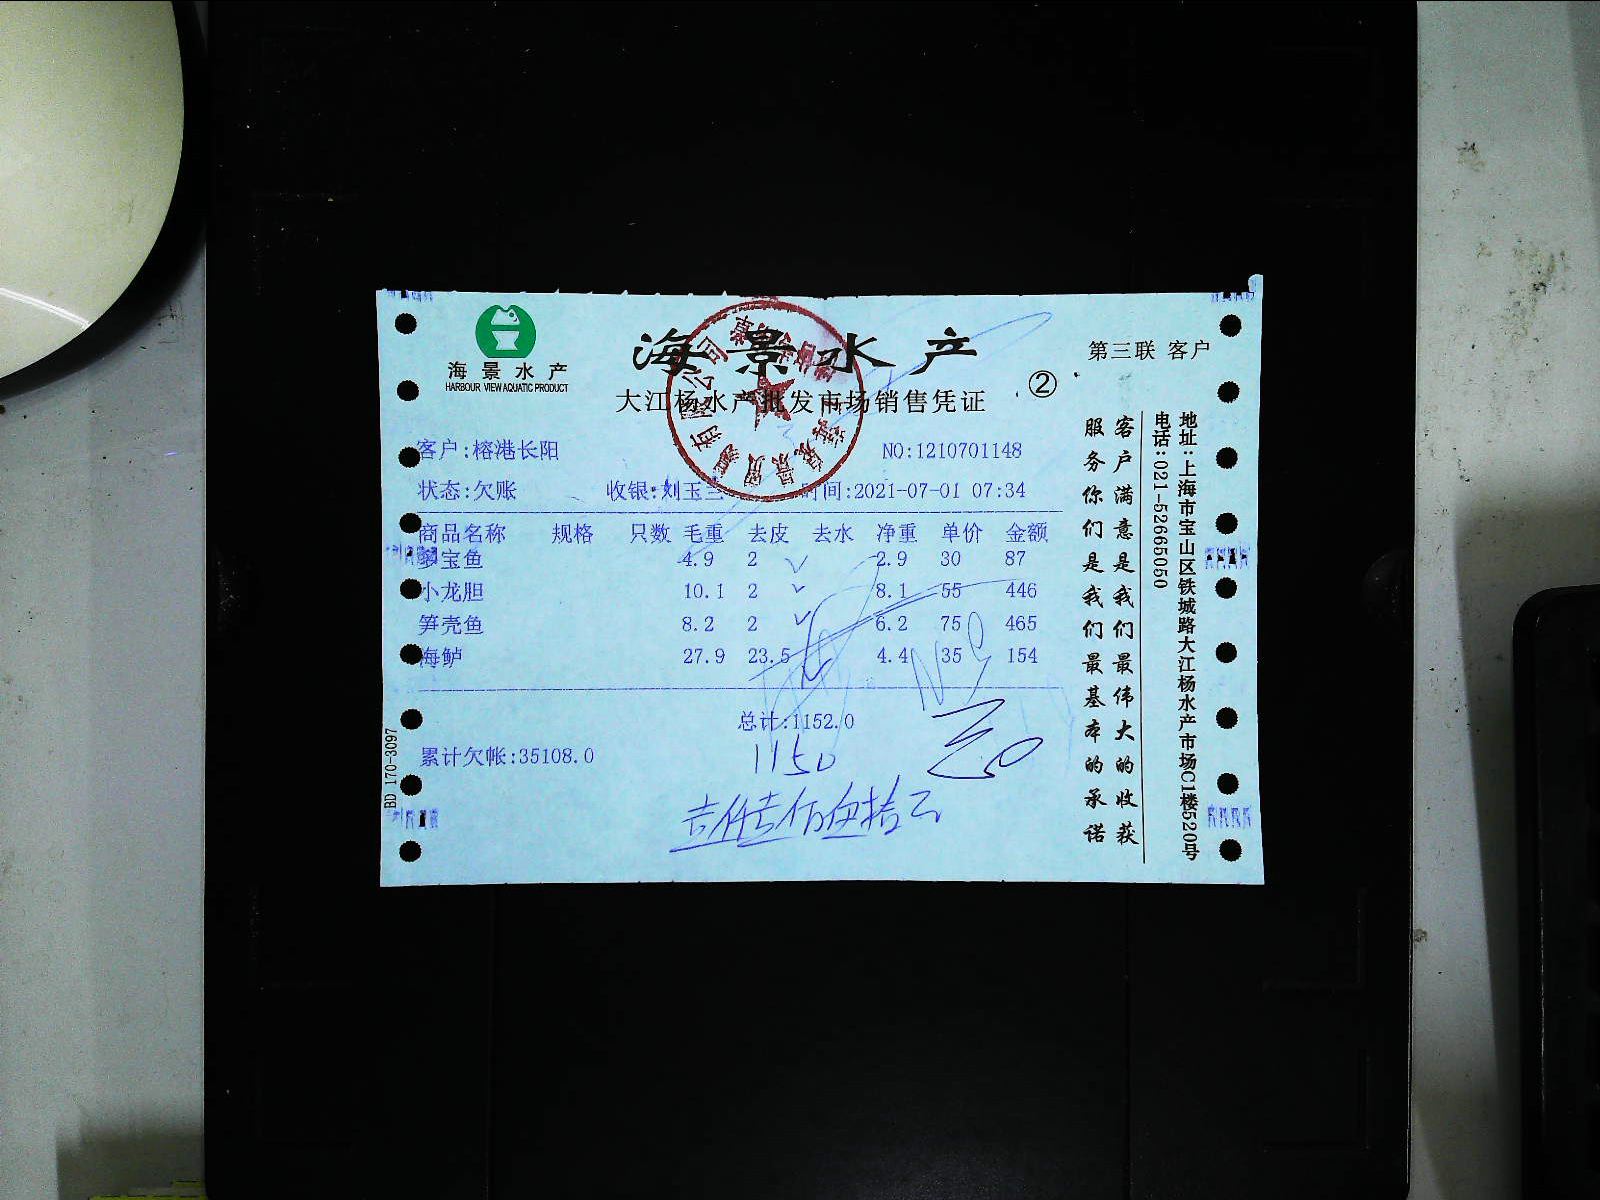 海景水产
HARBOUR VIEW AQUATIC PRODUCT
海景水产
大江杨水产批发市场销售凭证
②
第三联 客户
客户:榕港长阳
NO:1210701148
状态:欠账
收银:刘玉兰
时间:2021-07-01 07:34
商品名称 规格 只数 毛重 去皮 去水 净重 单价 金额
多宝鱼 4.9 2 2.9 30 87
小龙胆 10.1 2 8.1 55 446
笋壳鱼 8.2 2 6.2 75 465
海鲈 27.9 23.5 4.4 35 154
总计:1152.0
累计欠帐:35108.0
1150
壹仟壹佰伍拾元
BD 170-3097
客户满意是我们最伟大的收获
服务你们是我们最基本的承诺
地址:上海市宝山区铁城路大江杨水产市场C1楼520号
电话:021-52665050